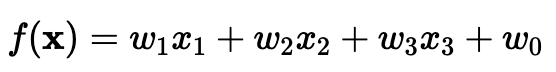 f(𝐱) = w₁x₁ + w₂x₂ + w₃x₃ + w₀